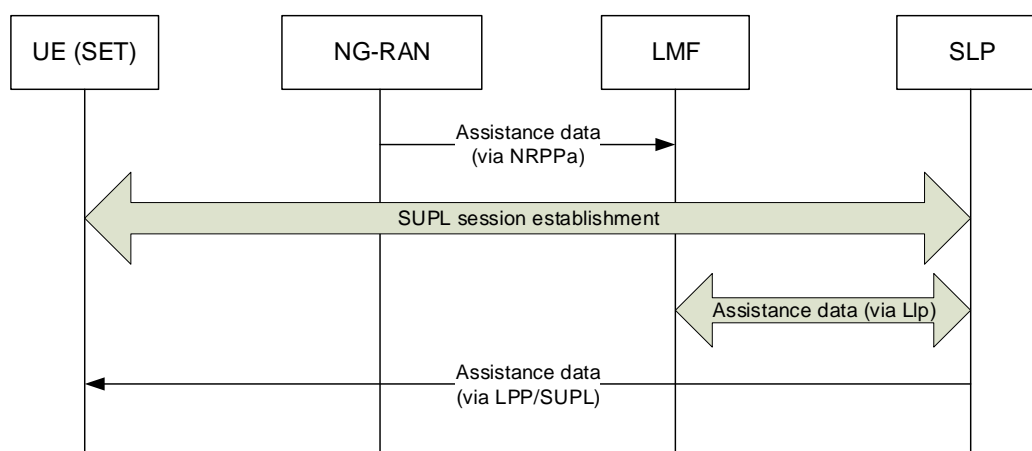 UE (SET)
NG-RAN
LMF
SLP
Assistance data
(via NRPPa)
SUPL session establishment
Assistance data (via Llp)
Assistance data
(via LPP/SUPL)